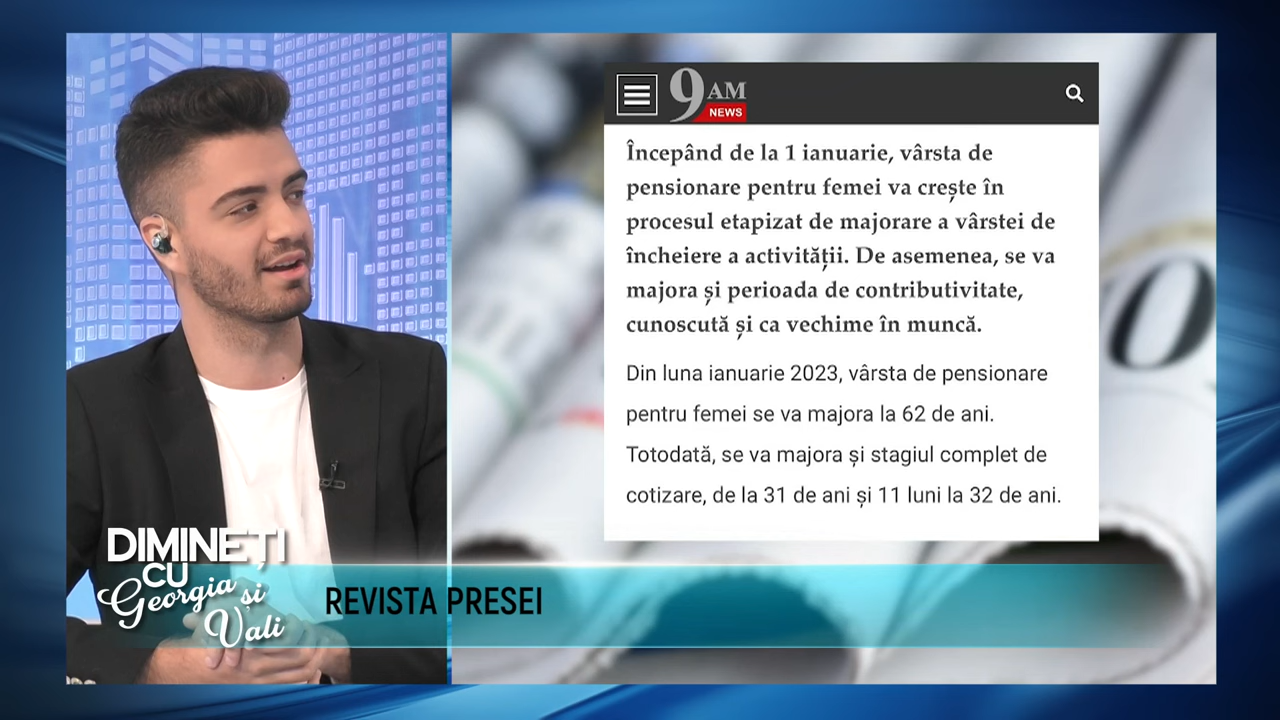 9 AM
NEWS
Începând de la 1 ianuarie, vârsta de
pensionare pentru femei va crește în
procesul etapizat de majorare a vârstei de
încheiere a activității. De asemenea, se va
majora și perioada de contributivitate,
cunoscută și ca vechime în muncă.
Din luna ianuarie 2023, vârsta de pensionare
pentru femei se va majora la 62 de ani.
Totodată, se va majora și stagiul complet de
cotizare, de la 31 de ani și 11 luni la 32 de ani.
DIMINEȚI
CU
Georgia și
Vali
REVISTA PRESEI